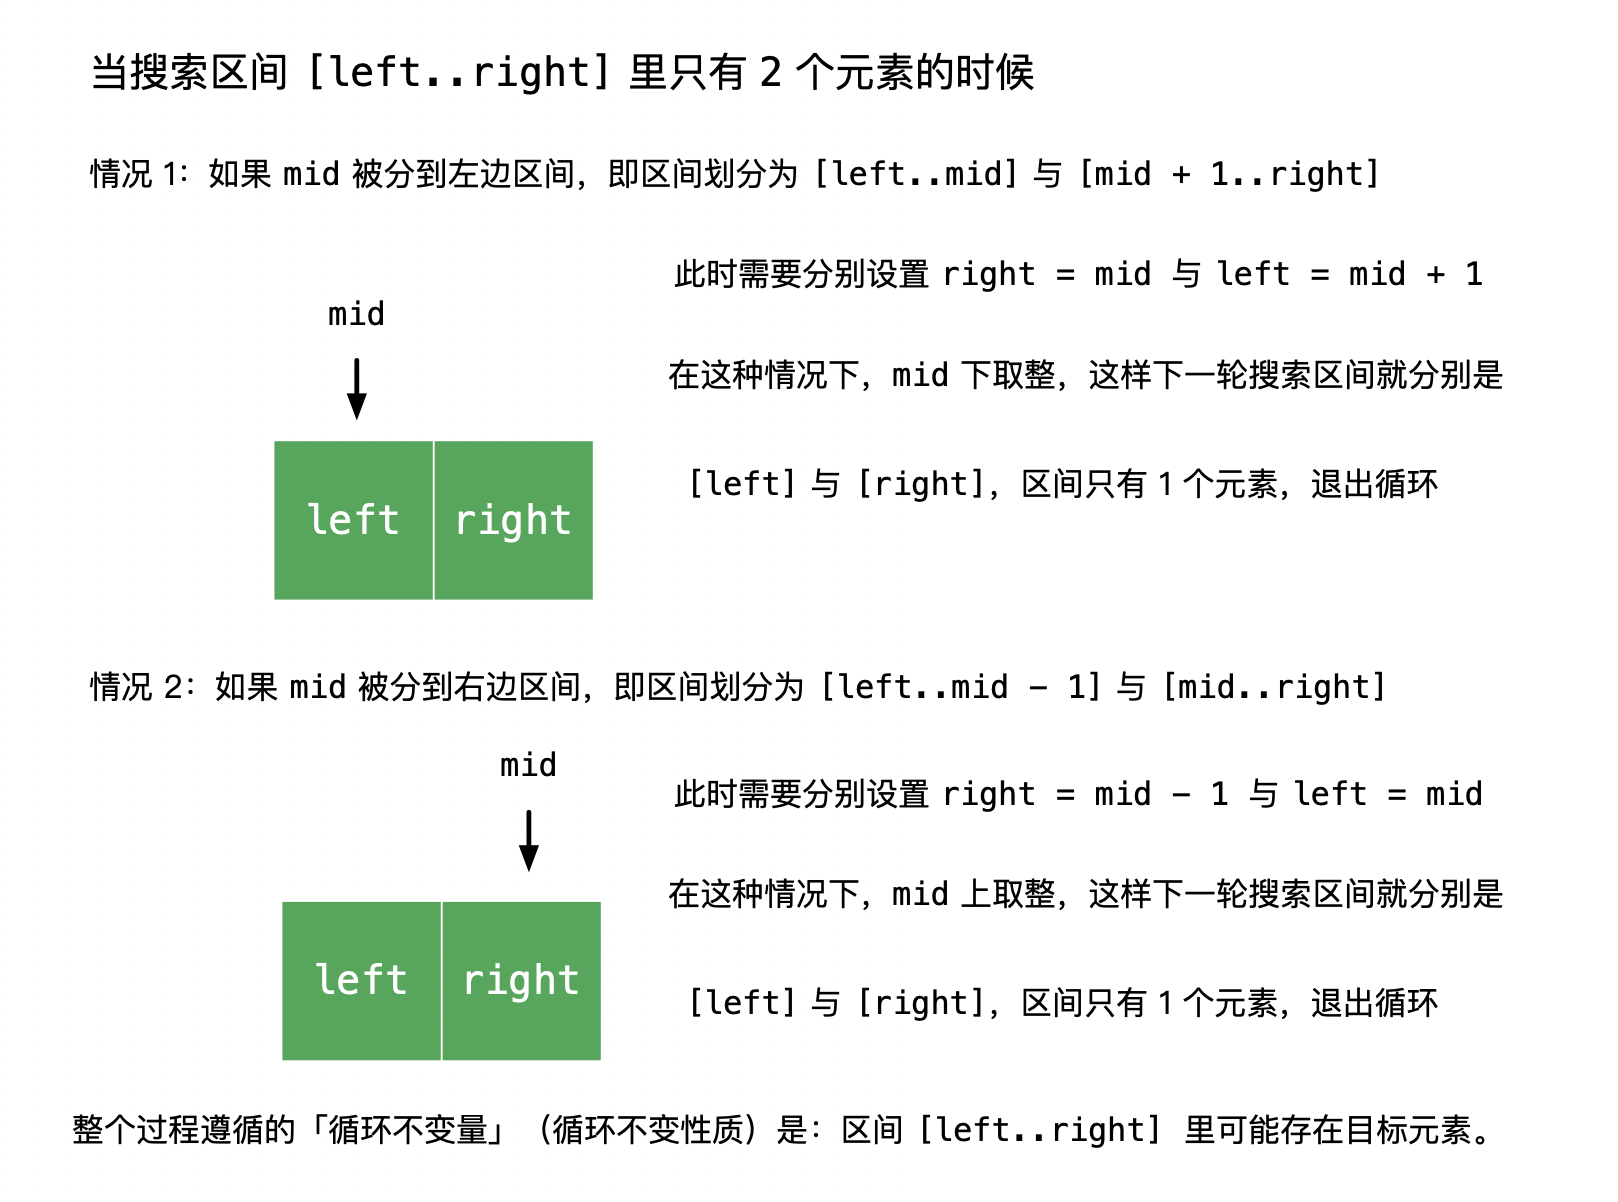 当搜索区间 [left..right] 里只有 2 个元素的时候
情况 1：如果 mid 被分到左边区间，即区间划分为 [left..mid] 与 [mid + 1..right]
此时需要分别设置 right = mid 与 left = mid + 1
mid
在这种情况下，mid 下取整，这样下一轮搜索区间就分别是
[left] 与 [right]，区间只有 1 个元素，退出循环
left right
情况 2：如果 mid 被分到右边区间，即区间划分为 [left..mid - 1] 与 [mid..right]
mid
此时需要分别设置 right = mid - 1 与 left = mid
在这种情况下，mid 上取整，这样下一轮搜索区间就分别是
left right
[left] 与 [right]，区间只有 1 个元素，退出循环
整个过程遵循的「循环不变量」（循环不变性质）是：区间 [left..right] 里可能存在目标元素。